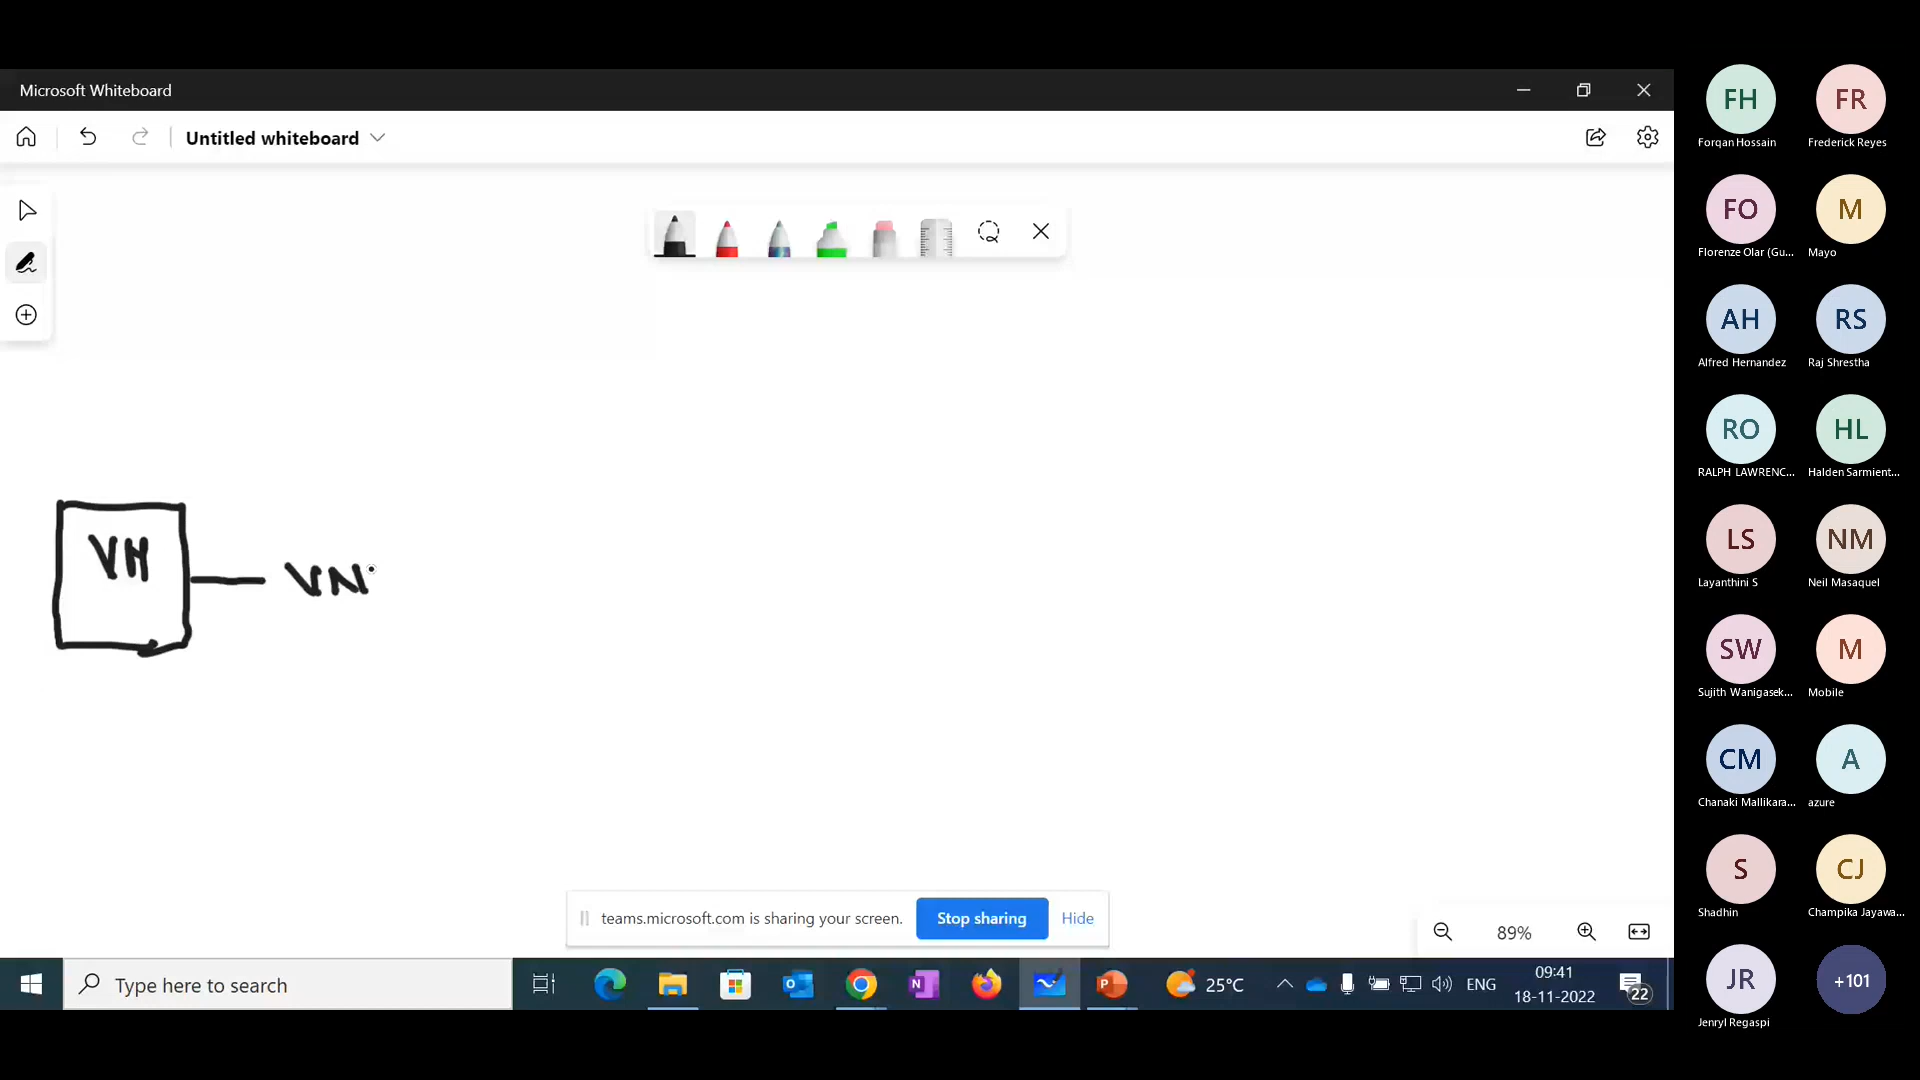 Microsoft Whiteboard
Untitled whiteboard
VM
VN
teams.microsoft.com is sharing your screen.
Stop sharing
Hide
89%
Type here to search
25°C
ENG
09:41
18-11-2022
22
FH
Forqan Hossain
FR
Frederick Reyes
FO
Florenze Olar (Gu...
M
Mayo
AH
Alfred Hernandez
RS
Raj Shrestha
RO
RALPH LAWRENC...
HL
Halden Sarmient...
LS
Layanthini S
NM
Neil Masaquel
SW
Sujith Wanigasek...
M
Mobile
CM
Chanaki Mallikara...
A
azure
S
Shadhin
CJ
Champika Jayawa...
JR
Jenryl Regaspi
+101